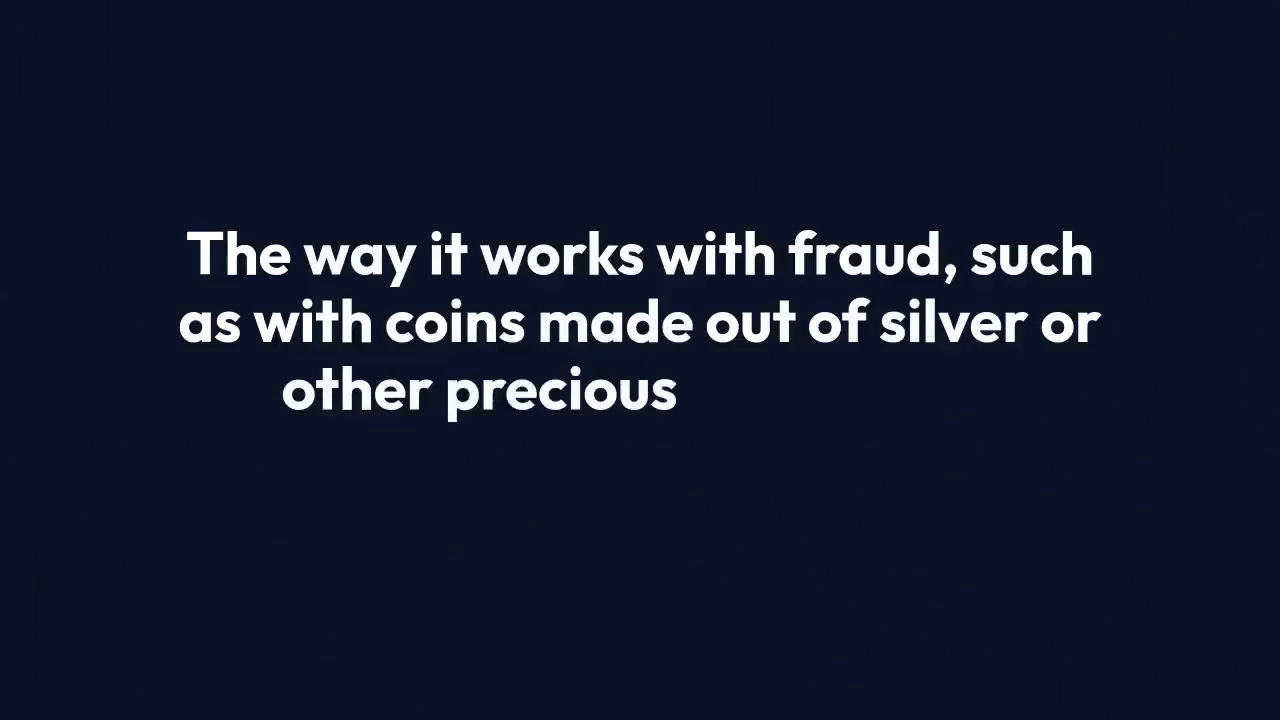 The way it works with fraud, such
as with coins made out of silver or
other precious